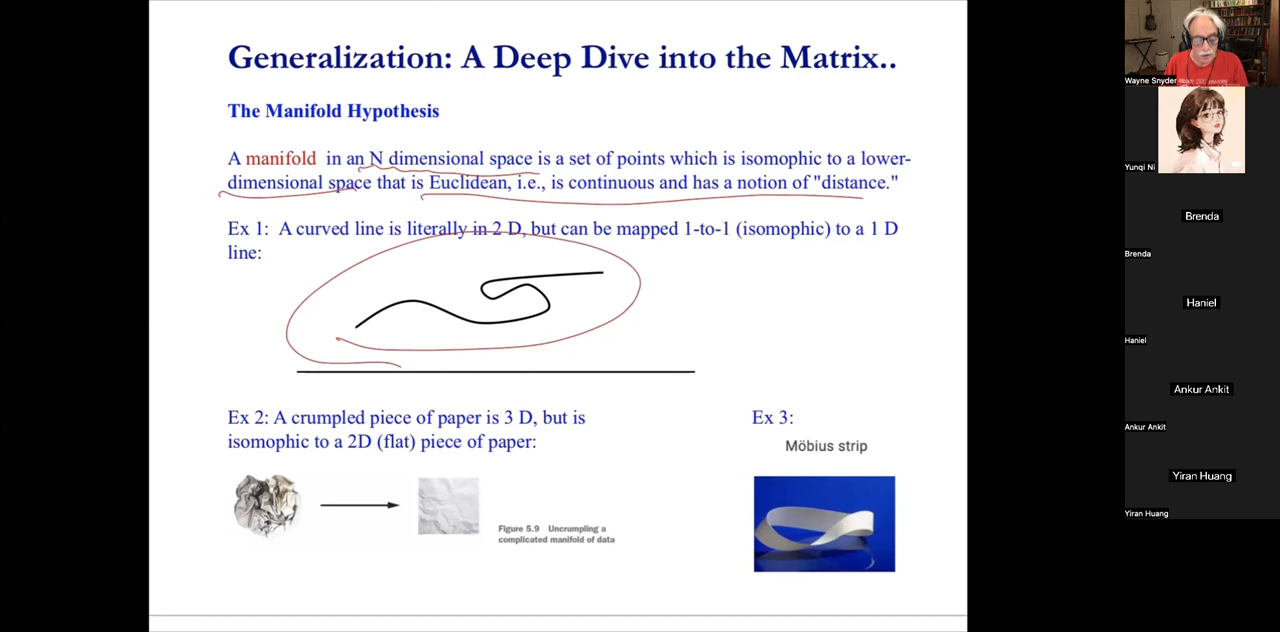 Generalization: A Deep Dive into the Matrix..
The Manifold Hypothesis
A manifold in an N dimensional space is a set of points which is isomophic to a lower-
dimensional space that is Euclidean, i.e., is continuous and has a notion of "distance."
Ex 1: A curved line is literally in 2 D, but can be mapped 1-to-1 (isomophic) to a 1 D
line:
Ex 2: A crumpled piece of paper is 3 D, but is
isomophic to a 2D (flat) piece of paper:
Figure 5.9 Uncrumpling a
complicated manifold of data
Ex 3:
Möbius strip
Wayne Snyder
Yunqi Ni
Brenda
Brenda
Haniel
Haniel
Ankur Ankit
Ankur Ankit
Yiran Huang
Yiran Huang